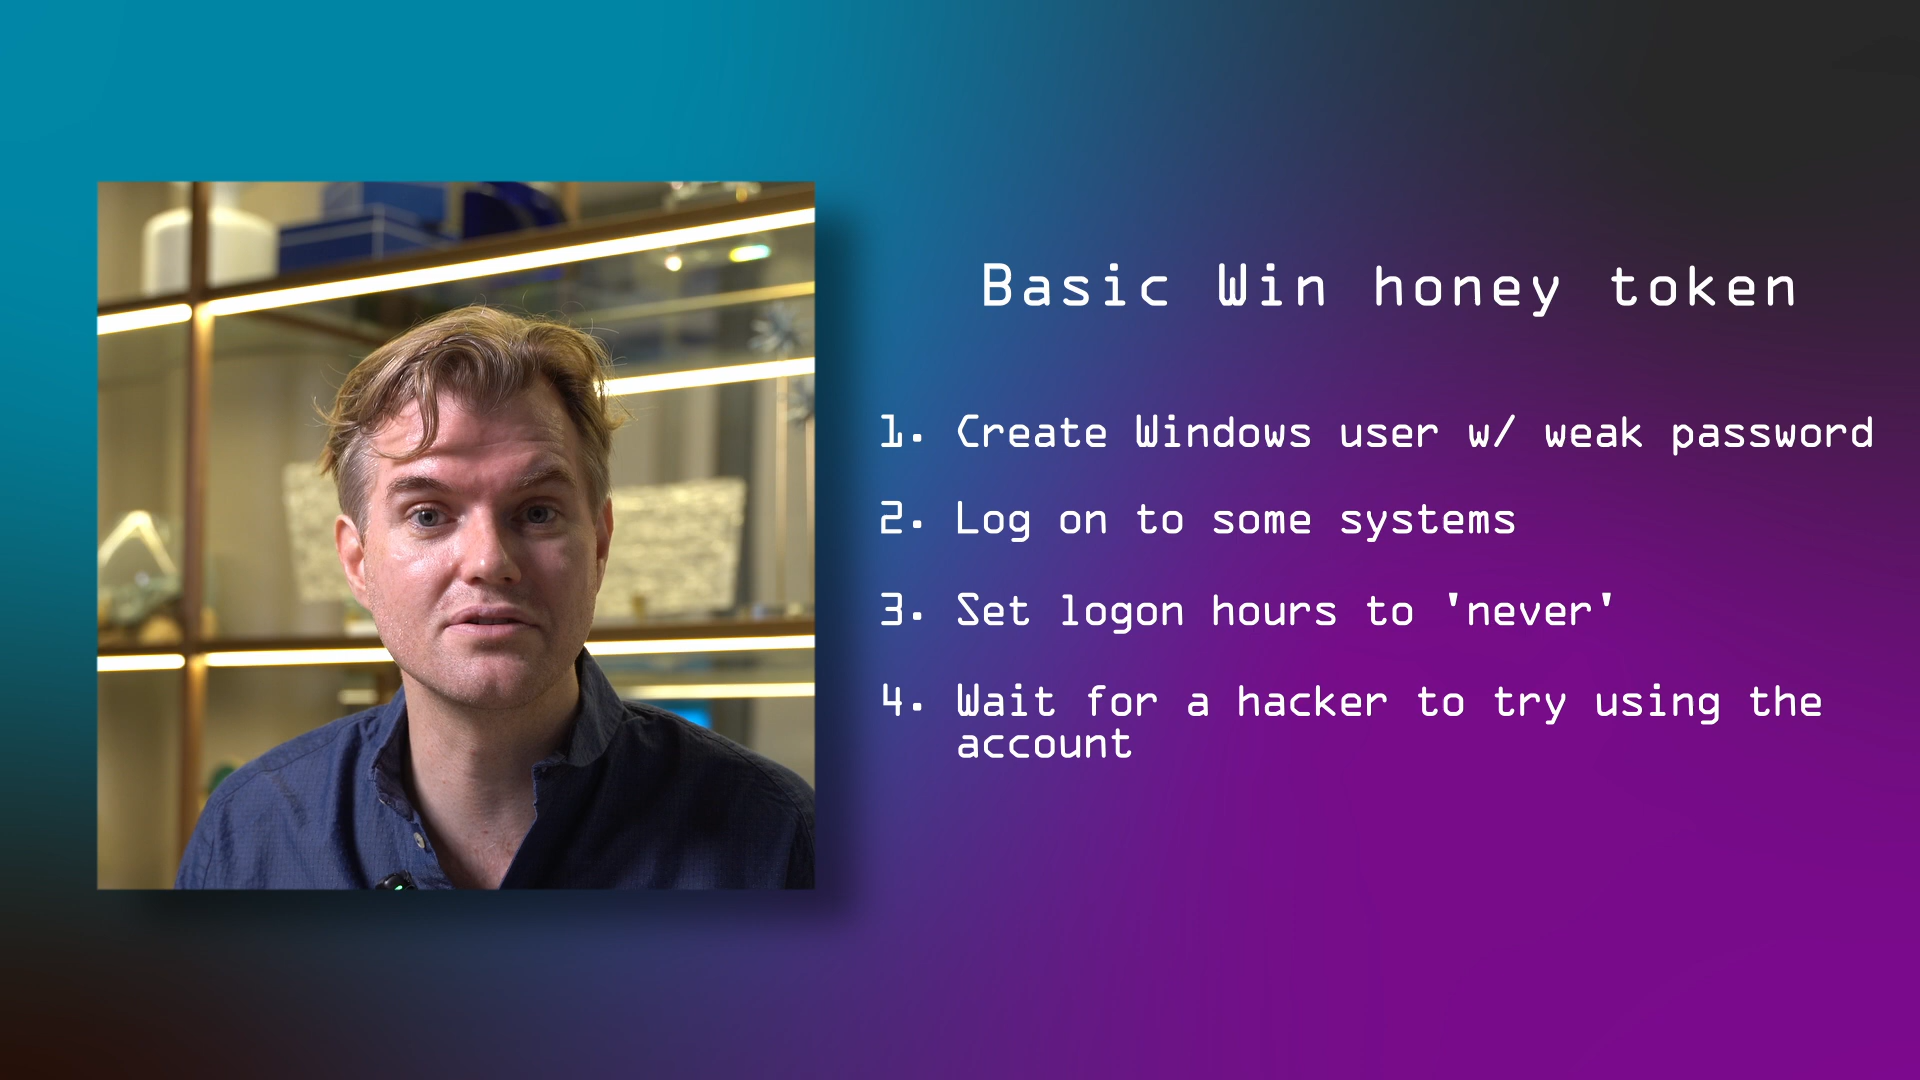 Basic Win honey token
1. Create Windows user w/ weak password
2. Log on to some systems
3. Set logon hours to 'never'
4. Wait for a hacker to try using the
account